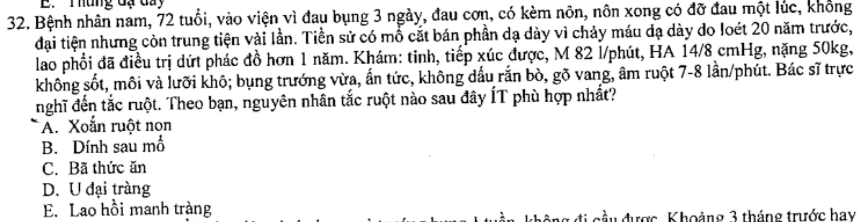 E. Thủng dạ dày
32. Bệnh nhân nam, 72 tuổi, vào viện vì đau bụng 3 ngày, đau cơn, có kèm nôn, nôn xong có đỡ đau một lúc, không
đại tiện nhưng còn trung tiện vài lần. Tiền sử có mổ cắt bán phần dạ dày vì chảy máu dạ dày do loét 20 năm trước,
lao phổi đã điều trị dứt phác đồ hơn 1 năm. Khám: tỉnh, tiếp xúc được, M 82 l/phút, HA 14/8 cmHg, nặng 50kg,
không sốt, môi và lưỡi khô; bụng trướng vừa, ấn tức, không dấu rắn bò, gõ vang, âm ruột 7-8 lần/phút. Bác sĩ trực
nghĩ đến tắc ruột. Theo bạn, nguyên nhân tắc ruột nào sau đây ÍT phù hợp nhất?
A. Xoắn ruột non
B. Dính sau mổ
C. Bã thức ăn
D. U đại tràng
E. Lao hồi manh tràng
tuần, không đi cầu được. Khoảng 3 tháng trước hay